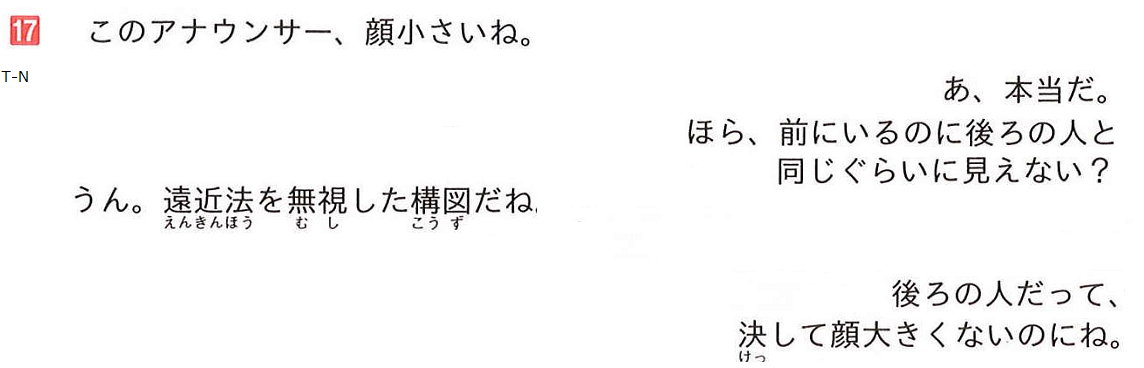 17 このアナウンサー、顔小さいね。
T-N
あ、本当だ。
ほら、前にいるのに後ろの人と
同じぐらいに見えない？
うん。遠近法を無視した構図だね
えんきんほう む し こう ず
後ろの人だって、
決して顔大きくないのにね。
けっ